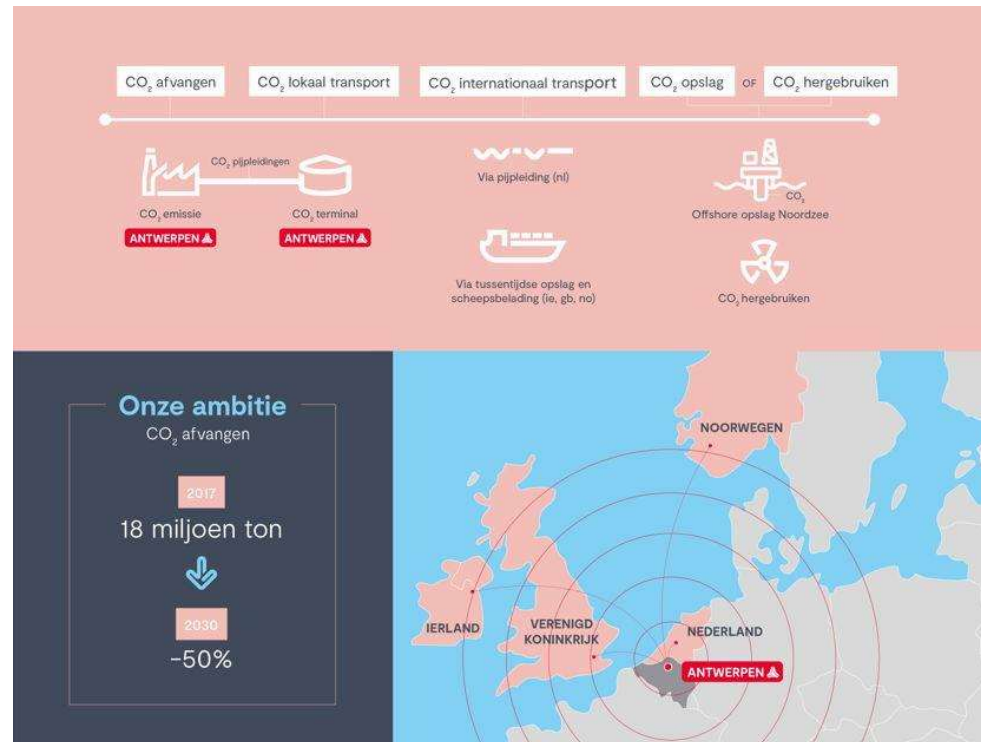 CO₂ afvangen
CO₂ lokaal transport
CO₂ internationaal transport
CO₂ opslag
OF
CO₂ hergebruiken
CO₂ pijpleidingen
CO₂ emissie
ANTWERPEN
CO₂ terminal
ANTWERPEN
Via pijpleiding (nl)
Via tussentijdse opslag en
scheepsbelading (ie, gb, no)
CO₂
Offshore opslag Noordzee
CO₂ hergebruiken
Onze ambitie
CO₂ afvangen
2017
18 miljoen ton
2030
-50%
NOORWEGEN
IERLAND
VERENIGD
KONINKRIJK
NEDERLAND
ANTWERPEN